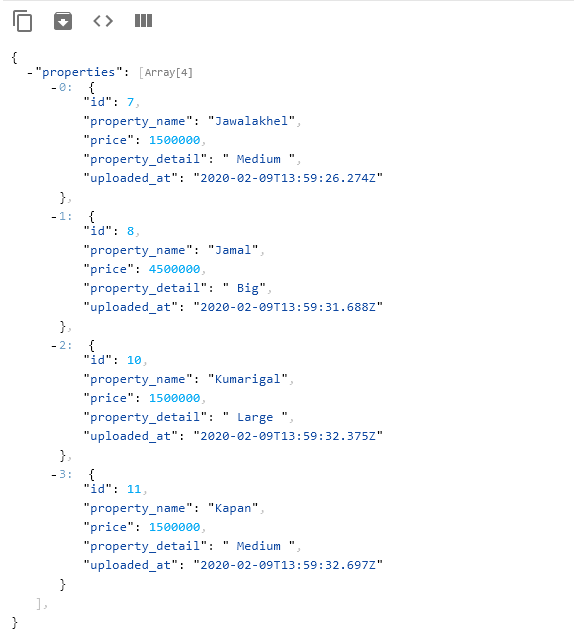 {
-"properties": [Array[4]
-0: {
"id": 7,
"property_name": "Jawalakhel",
"price": 1500000,
"property_detail": " Medium ",
"uploaded_at": "2020-02-09T13:59:26.274Z"
},
-1: {
"id": 8,
"property_name": "Jamal",
"price": 4500000,
"property_detail": " Big",
"uploaded_at": "2020-02-09T13:59:31.688Z"
},
-2: {
"id": 10,
"property_name": "Kumarigal",
"price": 1500000,
"property_detail": " Large ",
"uploaded_at": "2020-02-09T13:59:32.375Z"
},
-3: {
"id": 11,
"property_name": "Kapan",
"price": 1500000,
"property_detail": " Medium ",
"uploaded_at": "2020-02-09T13:59:32.697Z"
}
],
}